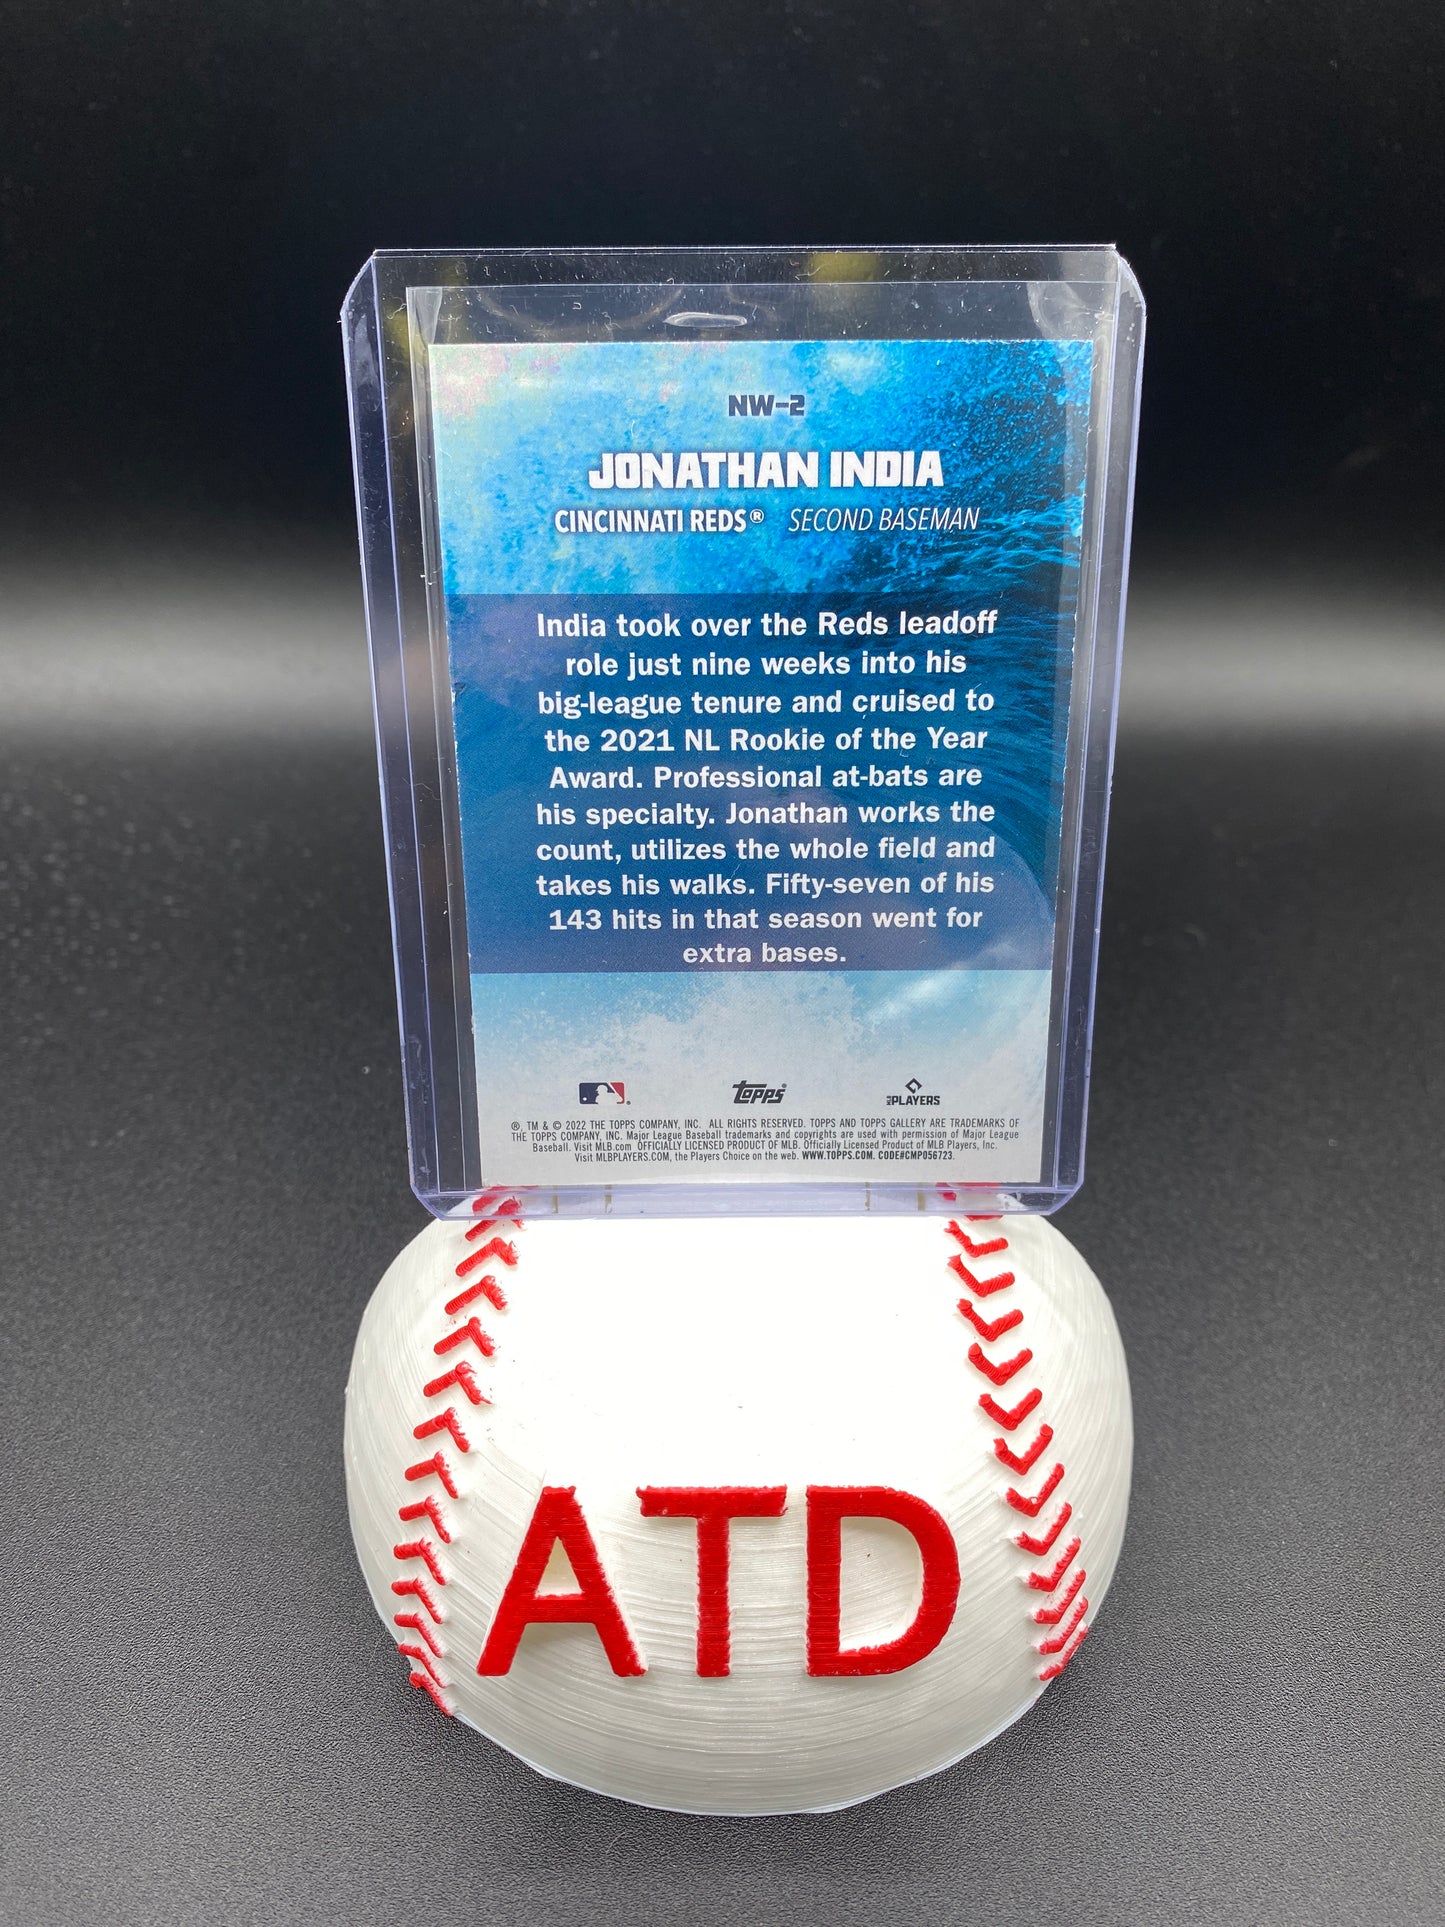 NW-2
JONATHAN INDIA
CINCINNATI REDS® SECOND BASEMAN
India took over the Reds leadoff
role just nine weeks into his
big-league tenure and cruised to
the 2021 NL Rookie of the Year
Award. Professional at-bats are
his specialty. Jonathan works the
count, utilizes the whole field and
takes his walks. Fifty-seven of his
143 hits in that season went for
extra bases.
topps® MLB PLAYERS
®, TM & © 2022 THE TOPPS COMPANY, INC. ALL RIGHTS RESERVED. TOPPS AND TOPPS GALLERY ARE TRADEMARKS OF
THE TOPPS COMPANY, INC. Major League Baseball trademarks and copyrights are used with permission of Major League
Baseball. Visit MLB.com OFFICIALLY LICENSED PRODUCT OF MLB. Officially Licensed Product of MLB Players, Inc.
Visit MLBPLAYERS.COM, the Players Choice on the web. WWW.TOPPS.COM. CODE#CMP056723.
ATD